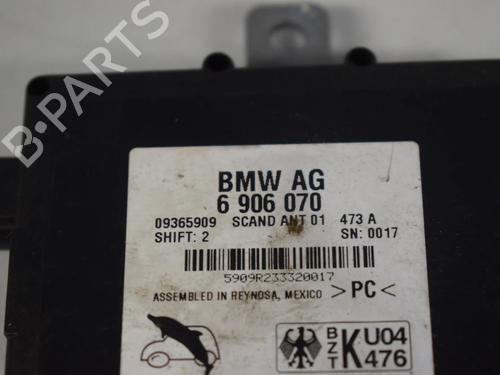 BMW AG
6 906 070
09365909 SCAND ANT 01 473 A
SHIFT: 2 SN: 0017
5909R233320017
ASSEMBLED IN REYNOSA, MEXICO >PC<
BZT K U04 476
B-PARTS